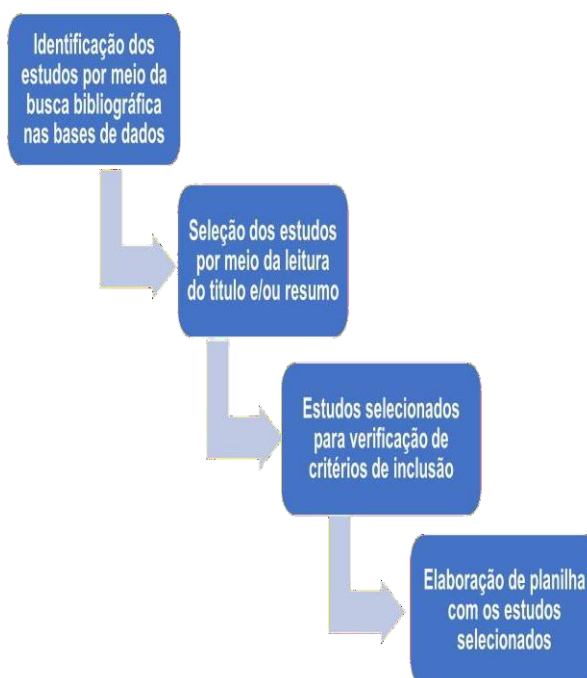 Identificação dos
estudos por meio da
busca bibliográfica
nas bases de dados
Seleção dos estudos
por meio da leitura
do titulo e/ou resumo
Estudos selecionados
para verificação de
critérios de inclusão
Elaboração de planilha
com os estudos
selecionados